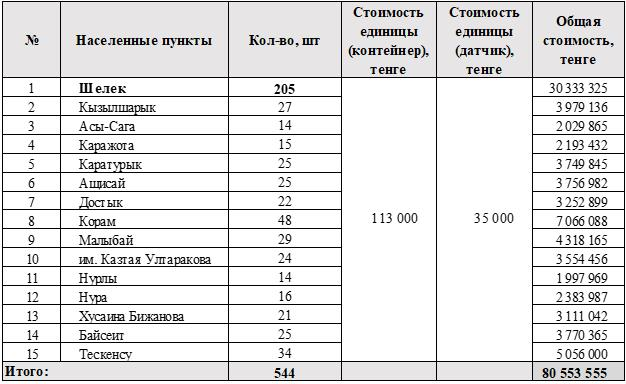 № Населенные пункты Кол-во, шт Стоимость единицы (контейнер), тенге Стоимость единицы (датчик), тенге Общая стоимость, тенге
1 Шелек 205 30 333 325
2 Кызылшарык 27 3 979 136
3 Асы-Сага 14 2 029 865
4 Каражота 15 2 193 432
5 Каратурык 25 3 749 845
6 Ащисай 25 3 756 982
7 Достык 22 3 252 899
8 Корам 48 113 000 35 000 7 066 088
9 Малыбай 29 4 318 165
10 им. Казтая Ултаракова 24 3 554 456
11 Нурлы 14 1 997 969
12 Нура 16 2 383 987
13 Хусаина Бижанова 21 3 111 042
14 Байсеит 25 3 770 365
15 Тескенсу 34 5 056 000
Итого: 544 80 553 555